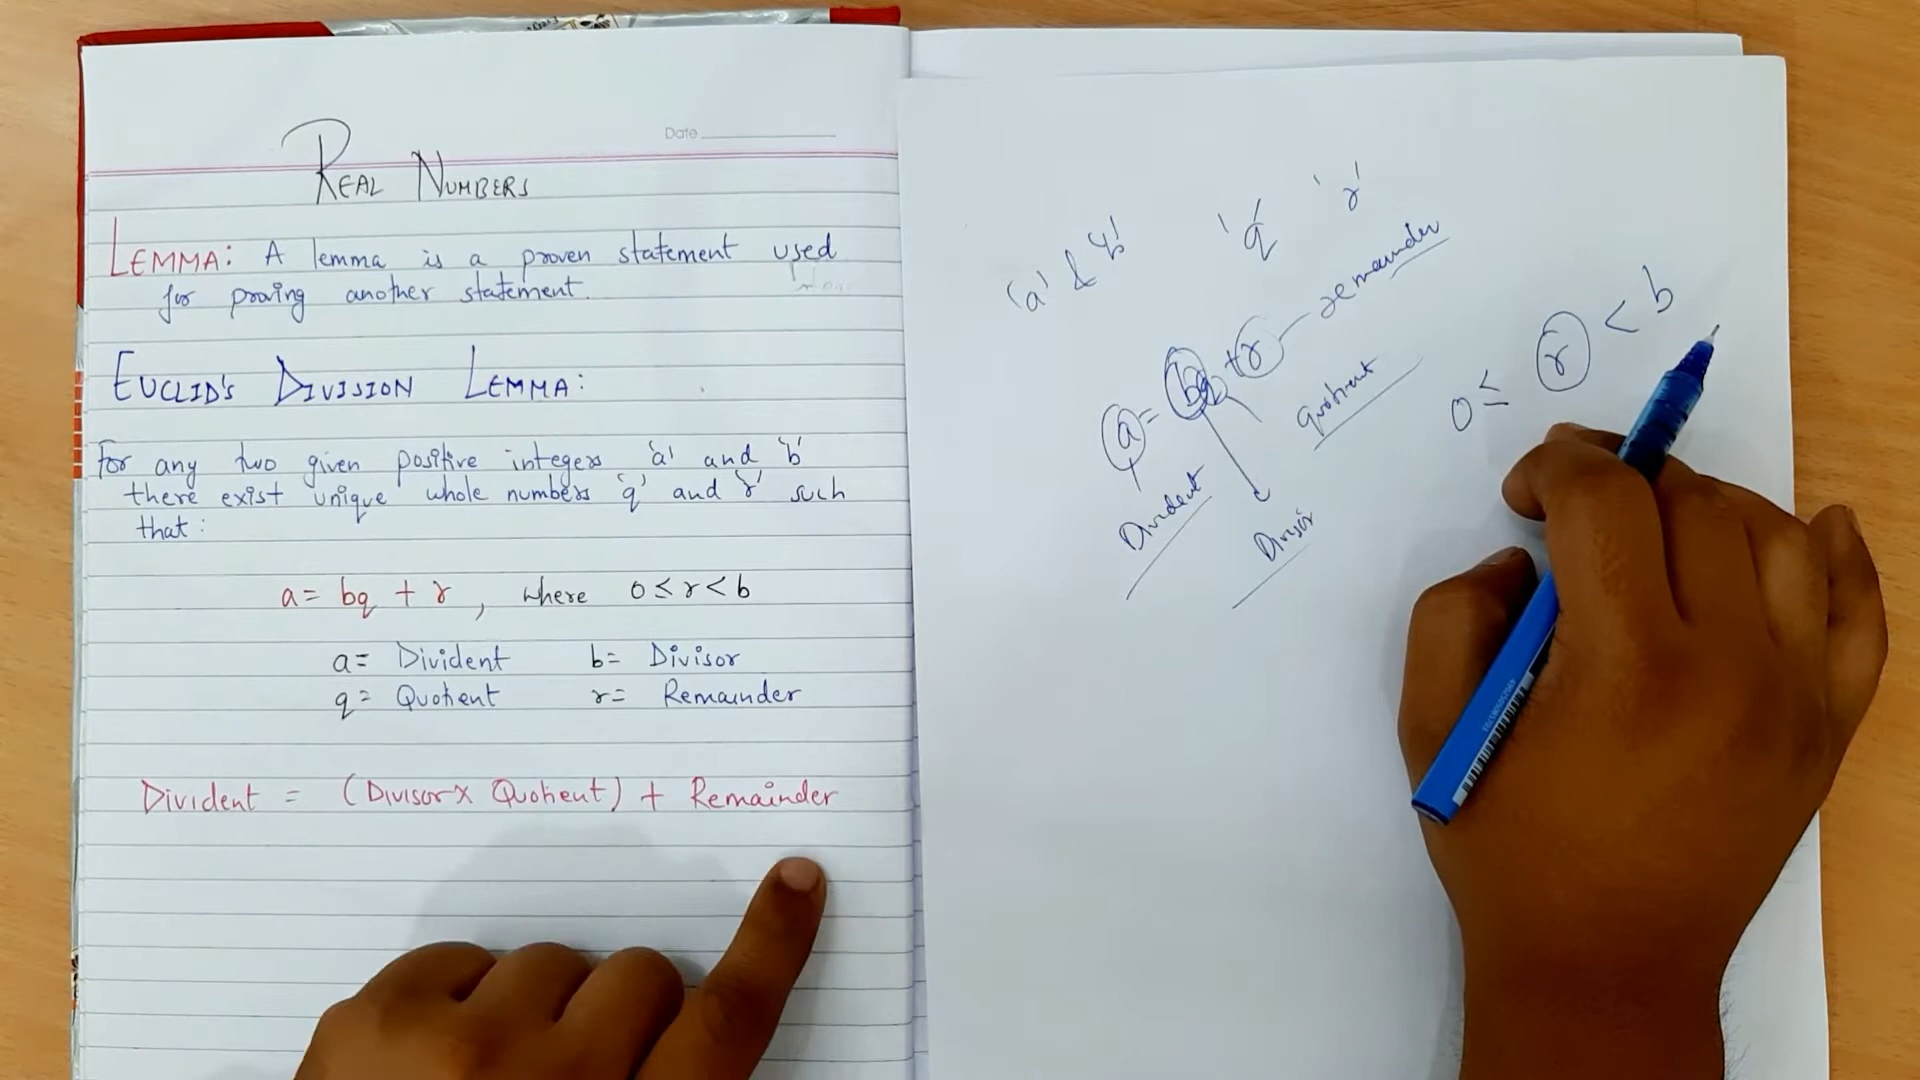 Date
REAL NUMBERS
LEMMA: A lemma is a proven statement used
for proving another statement.
EUCLID'S DIVISION LEMMA:
For any two given positive integers 'a' and 'b'
there exist unique whole numbers 'q' and 'r' such
that:
a = bq + r, where 0 ≤ r < b
a = Divident b = Divisor
q = Quotient r = Remainder
Divident = (Divisor × Quotient) + Remainder
'a' & 'b' 'q' 'r'
a = bq + r remainder
Quotient
Divident
Divisor
0 ≤ r < b